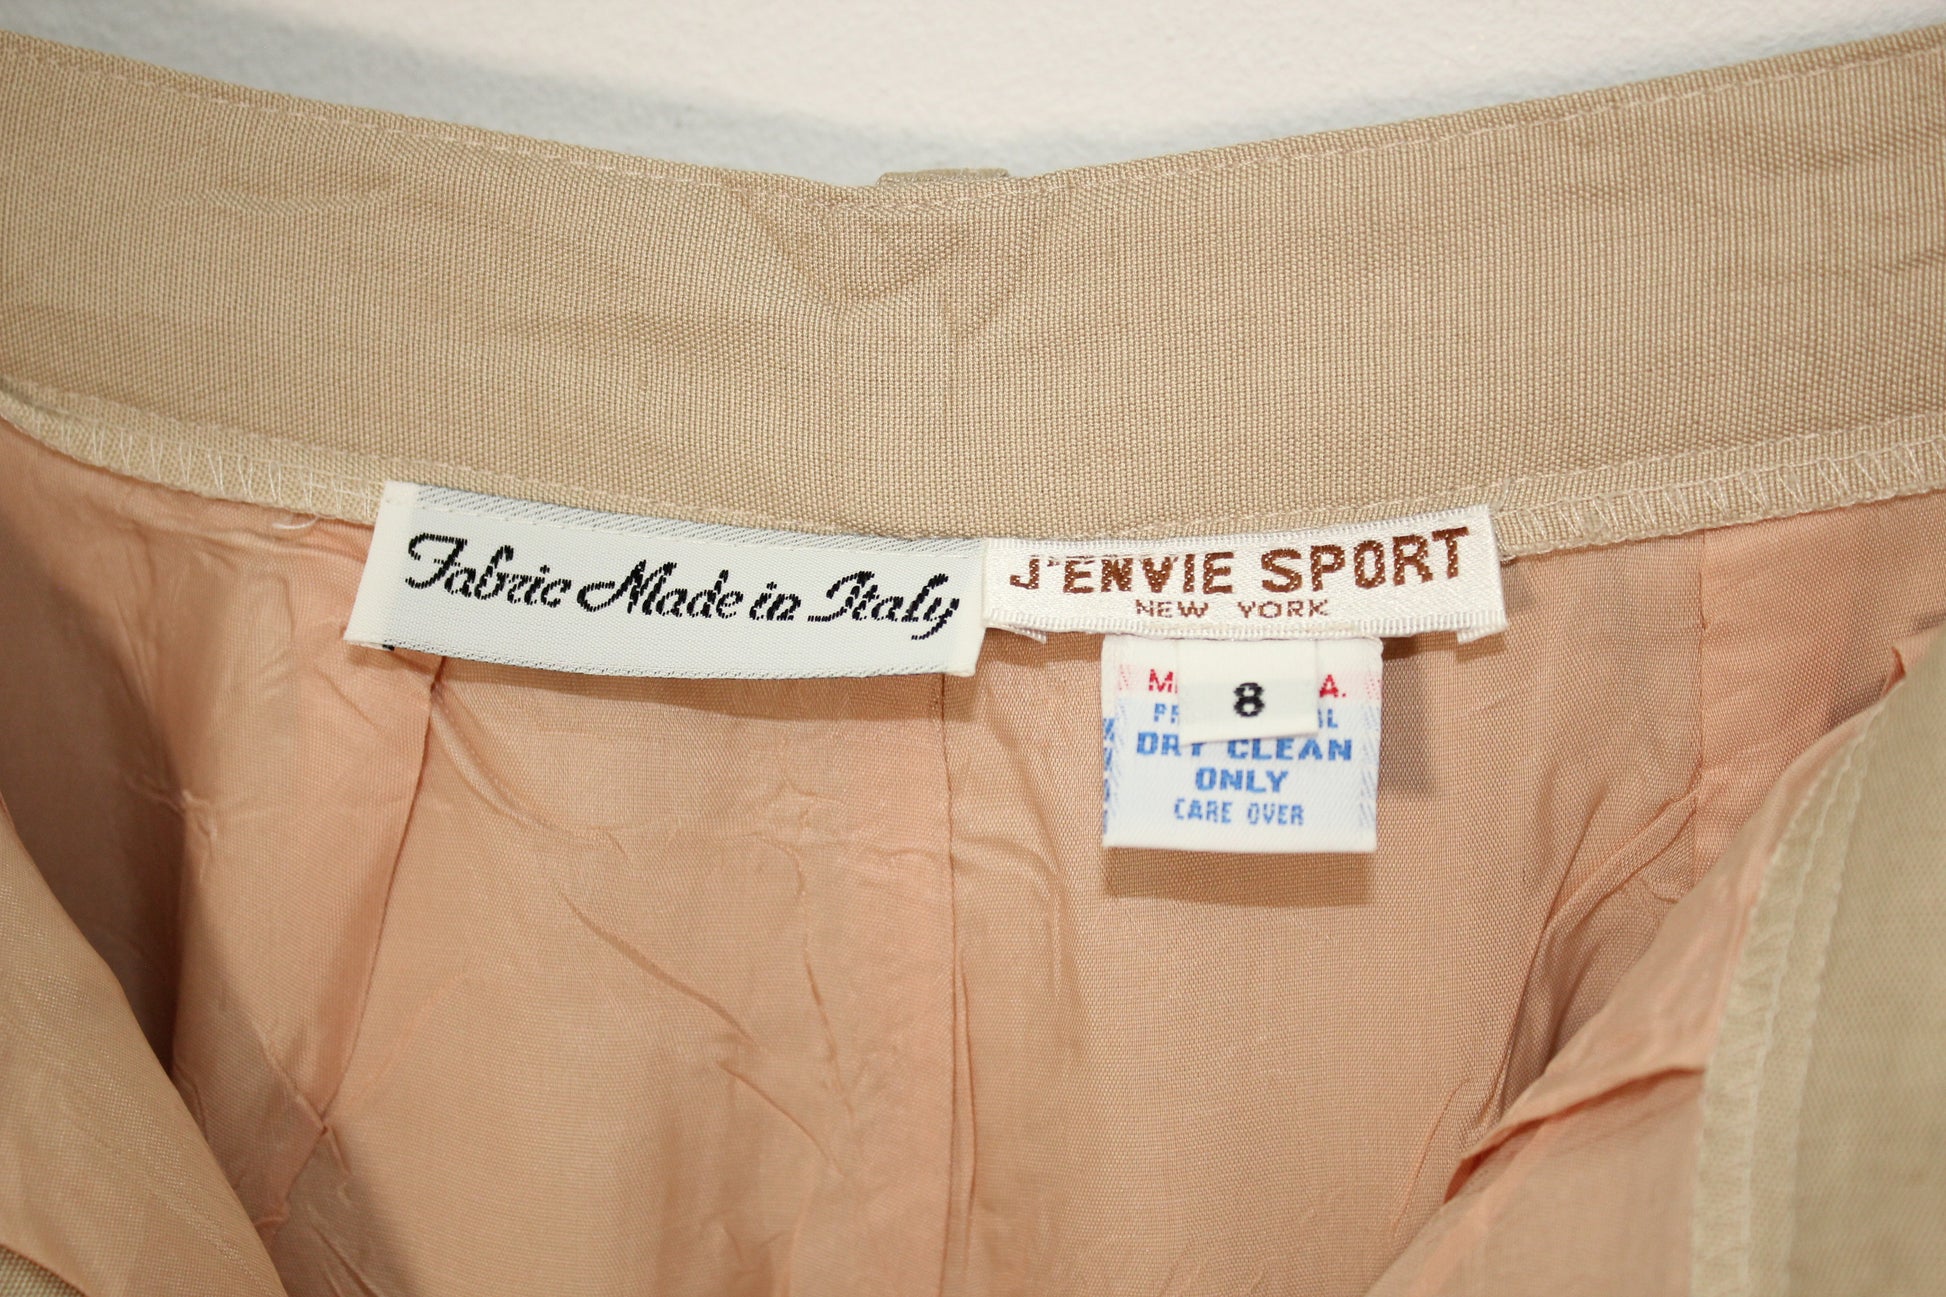 Fabric Made in Italy
J'ENVIE SPORT
NEW YORK
8
DRY CLEAN
ONLY
CARE OVER